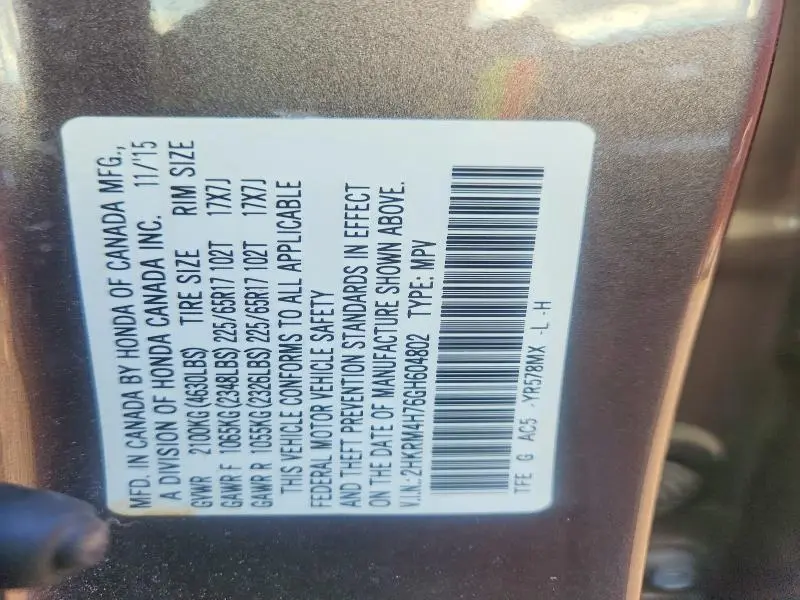 MFD. IN CANADA BY HONDA OF CANADA MFG.,
A DIVISION OF HONDA CANADA INC. 11/'15
GVWR 2100KG (4630LBS) TIRE SIZE RIM SIZE
GAWR F 1065KG (2348LBS) 225/65R17 102T 17X7J
GAWR R 1055KG (2326LBS) 225/65R17 102T 17X7J
THIS VEHICLE CONFORMS TO ALL APPLICABLE
FEDERAL MOTOR VEHICLE SAFETY
AND THEFT PREVENTION STANDARDS IN EFFECT
ON THE DATE OF MANUFACTURE SHOWN ABOVE.
V.I.N.: 2HKRM4H76GH604802 TYPE: MPV
TFE G AC5 -YR578MX -L -H